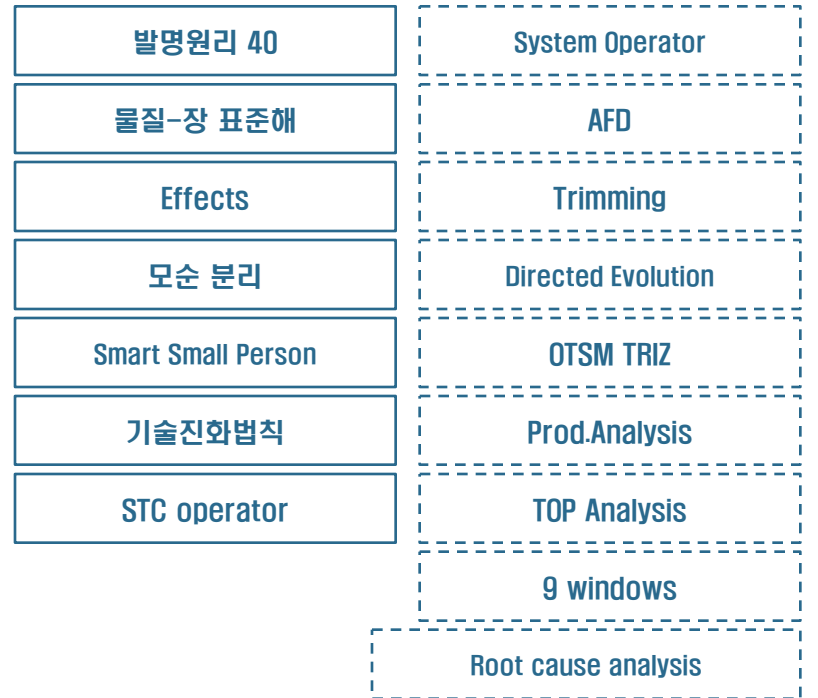 발명원리 40
물질-장 표준해
Effects
모순 분리
Smart Small Person
기술진화법칙
STC operator
System Operator
AFD
Trimming
Directed Evolution
OTSM TRIZ
Prod.Analysis
TOP Analysis
9 windows
Root cause analysis